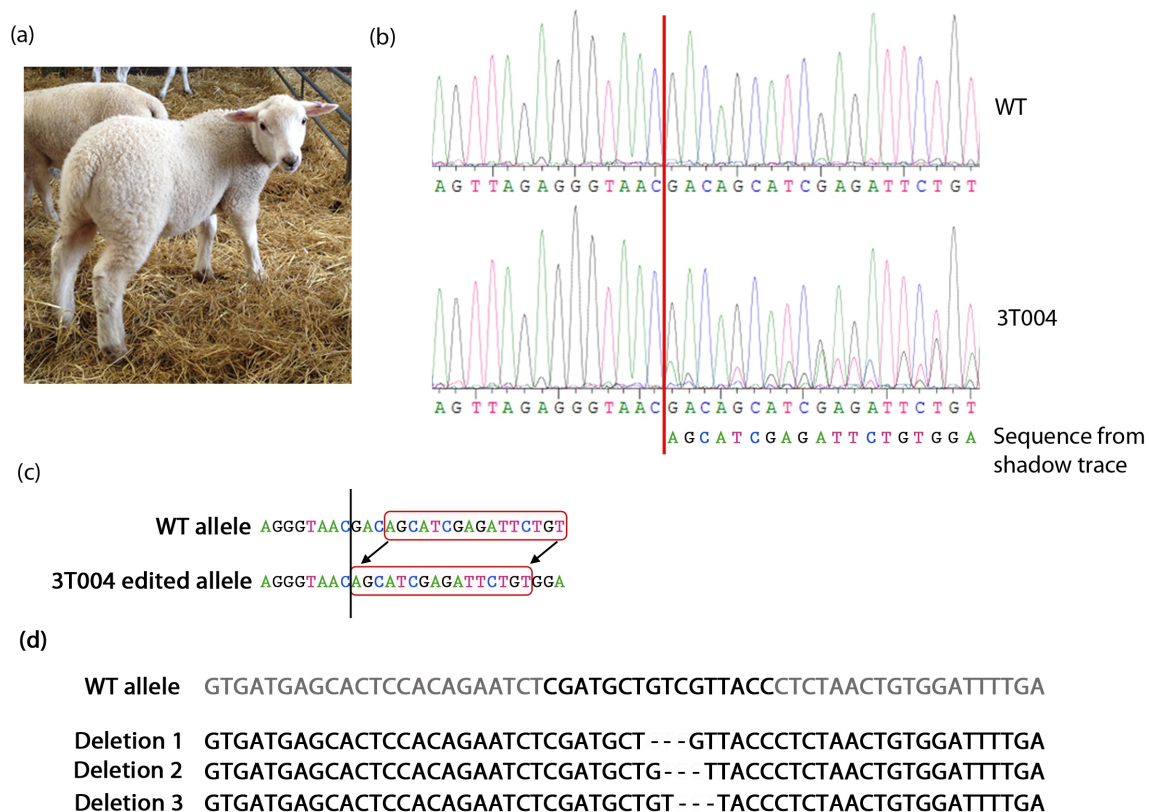 (a)
(b)
WT
AGTTAGAGGGTAACGACAGCATCGAGATTCTGT
3T004
AGTTAGAGGGTAACGACAGCATCGAGATTCTGT
AGCATCGAGATTCTGTGGA
Sequence from
shadow trace
(c)
WT allele AGGGTAACGACAGCATCGAGATTCTGT
3T004 edited allele AGGGTAACAGCATCGAGATTCTGTGGA
(d)
WT allele GTGATGAGCACTCCACAGAATCTCGATGCTGTCGTTACCCTCTAACTGTGGATTTTGA
Deletion 1 GTGATGAGCACTCCACAGAATCTCGATGCT---GTTACCCTCTAACTGTGGATTTTGA
Deletion 2 GTGATGAGCACTCCACAGAATCTCGATGCTG---TTACCCTCTAACTGTGGATTTTGA
Deletion 3 GTGATGAGCACTCCACAGAATCTCGATGCTGT---TACCCTCTAACTGTGGATTTTGA